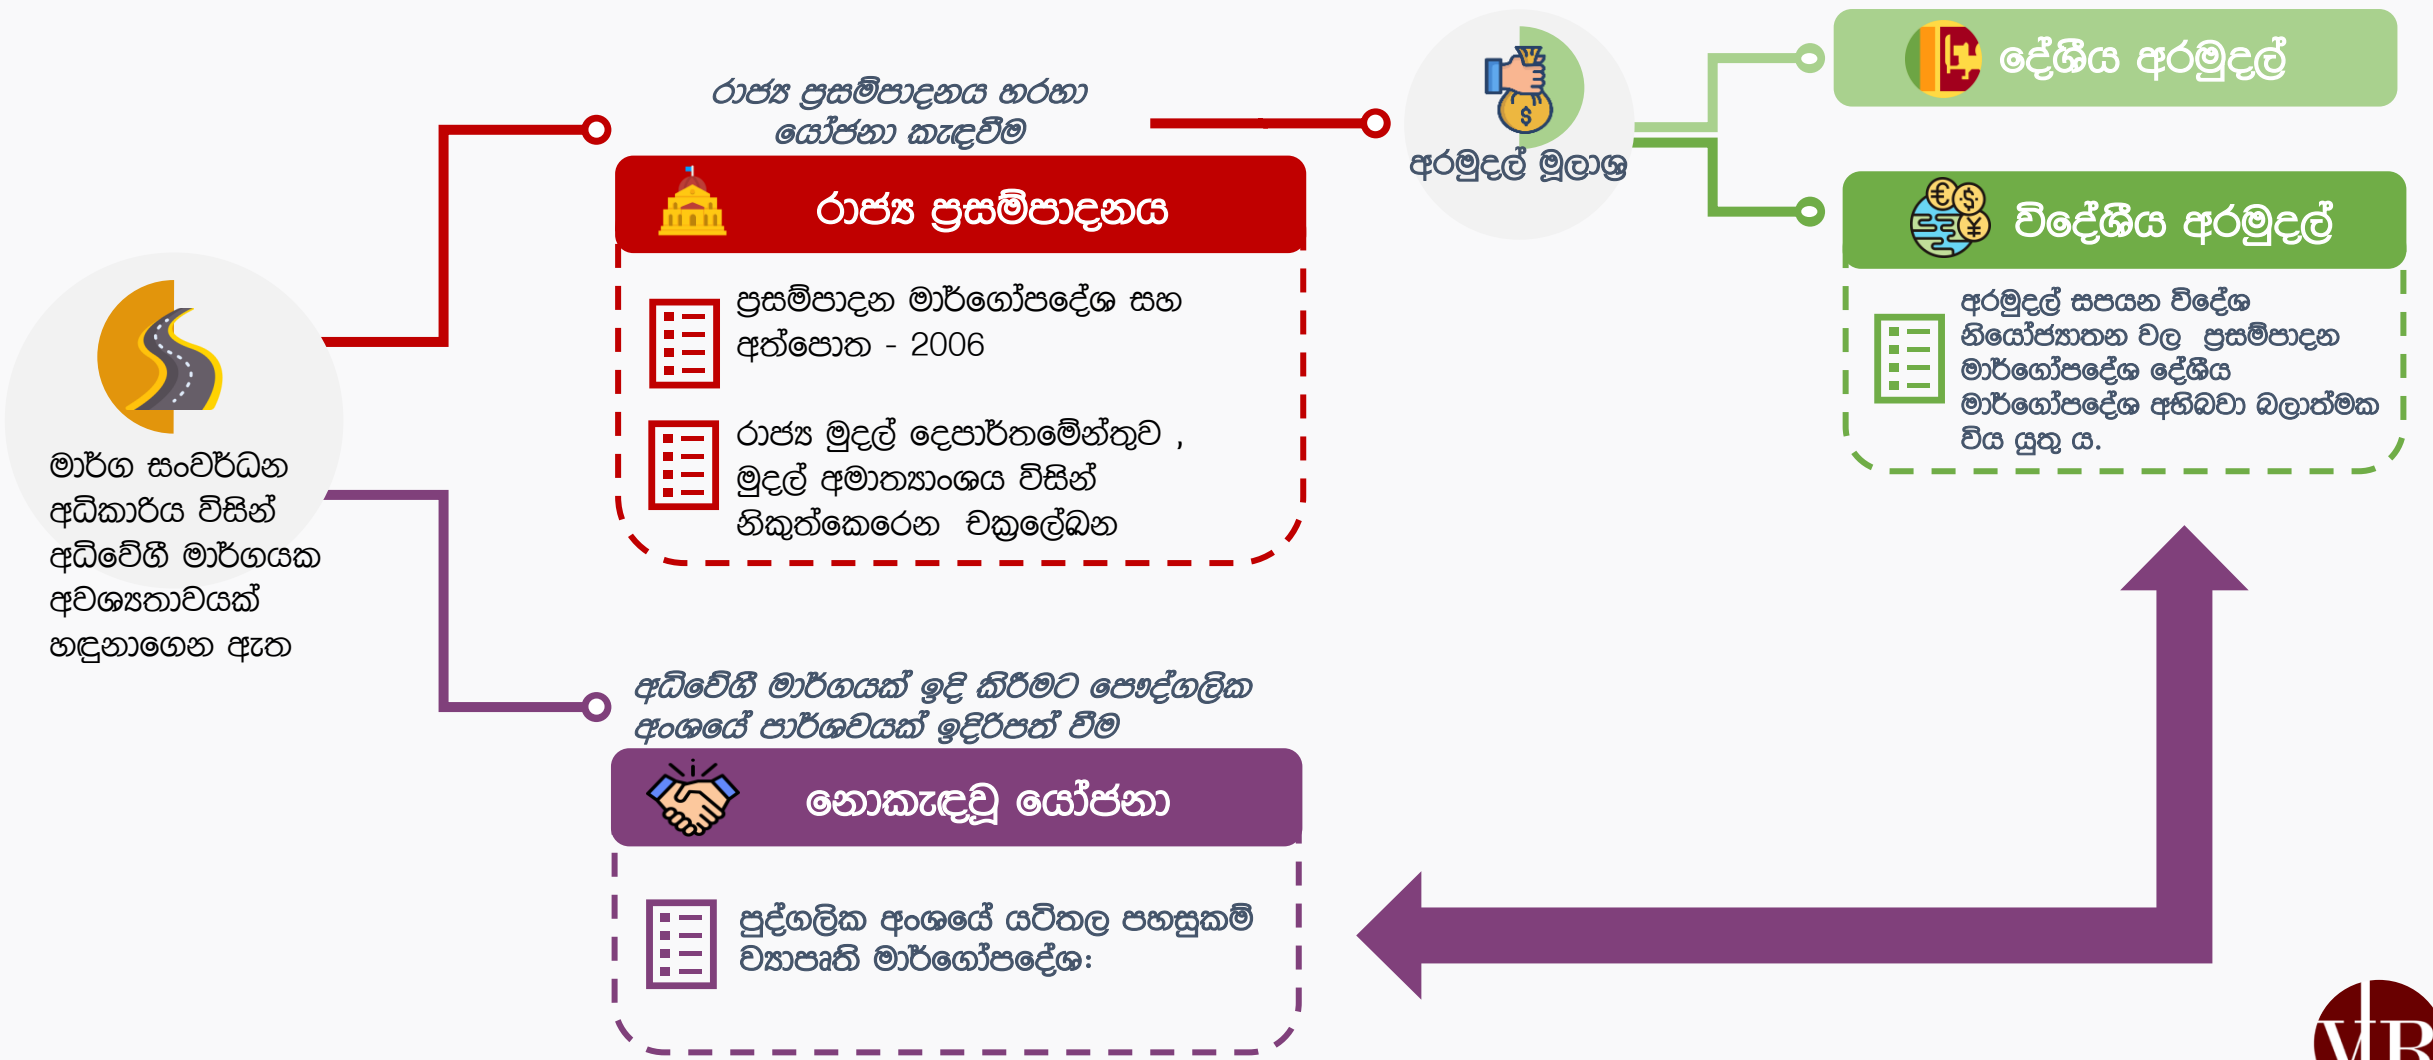 මාර්ග සංවර්ධන
අධිකාරිය විසින්
අධිවේගී මාර්ගයක
අවශ්‍යතාවයක්
හඳුනාගෙන ඇත
රාජ්‍ය ප්‍රසම්පාදනය හරහා
යෝජනා කැඳවීම
රාජ්‍ය ප්‍රසම්පාදනය
ප්‍රසම්පාදන මාර්ගෝපදේශ සහ
අත්පොත - 2006
රාජ්‍ය මුදල් දෙපාර්තමේන්තුව ,
මුදල් අමාත්‍යාංශය විසින්
නිකුත්කෙරෙන චක්‍රලේඛන
අරමුදල් මූලාශ්‍ර
දේශීය අරමුදල්
විදේශීය අරමුදල්
අරමුදල් සපයන විදේශ
නියෝජ්‍යාතන වල ප්‍රසම්පාදන
මාර්ගෝපදේශ දේශීය
මාර්ගෝපදේශ අභිබවා බලාත්මක
විය යුතු ය.
අධිවේගී මාර්ගයක් ඉදි කිරීමට පෞද්ගලික
අංශයේ පාර්ශවයක් ඉදිරිපත් වීම
නොකැඳවූ යෝජනා
පුද්ගලික අංශයේ යටිතල පහසුකම්
ව්‍යාපෘති මාර්ගෝපදේශ: